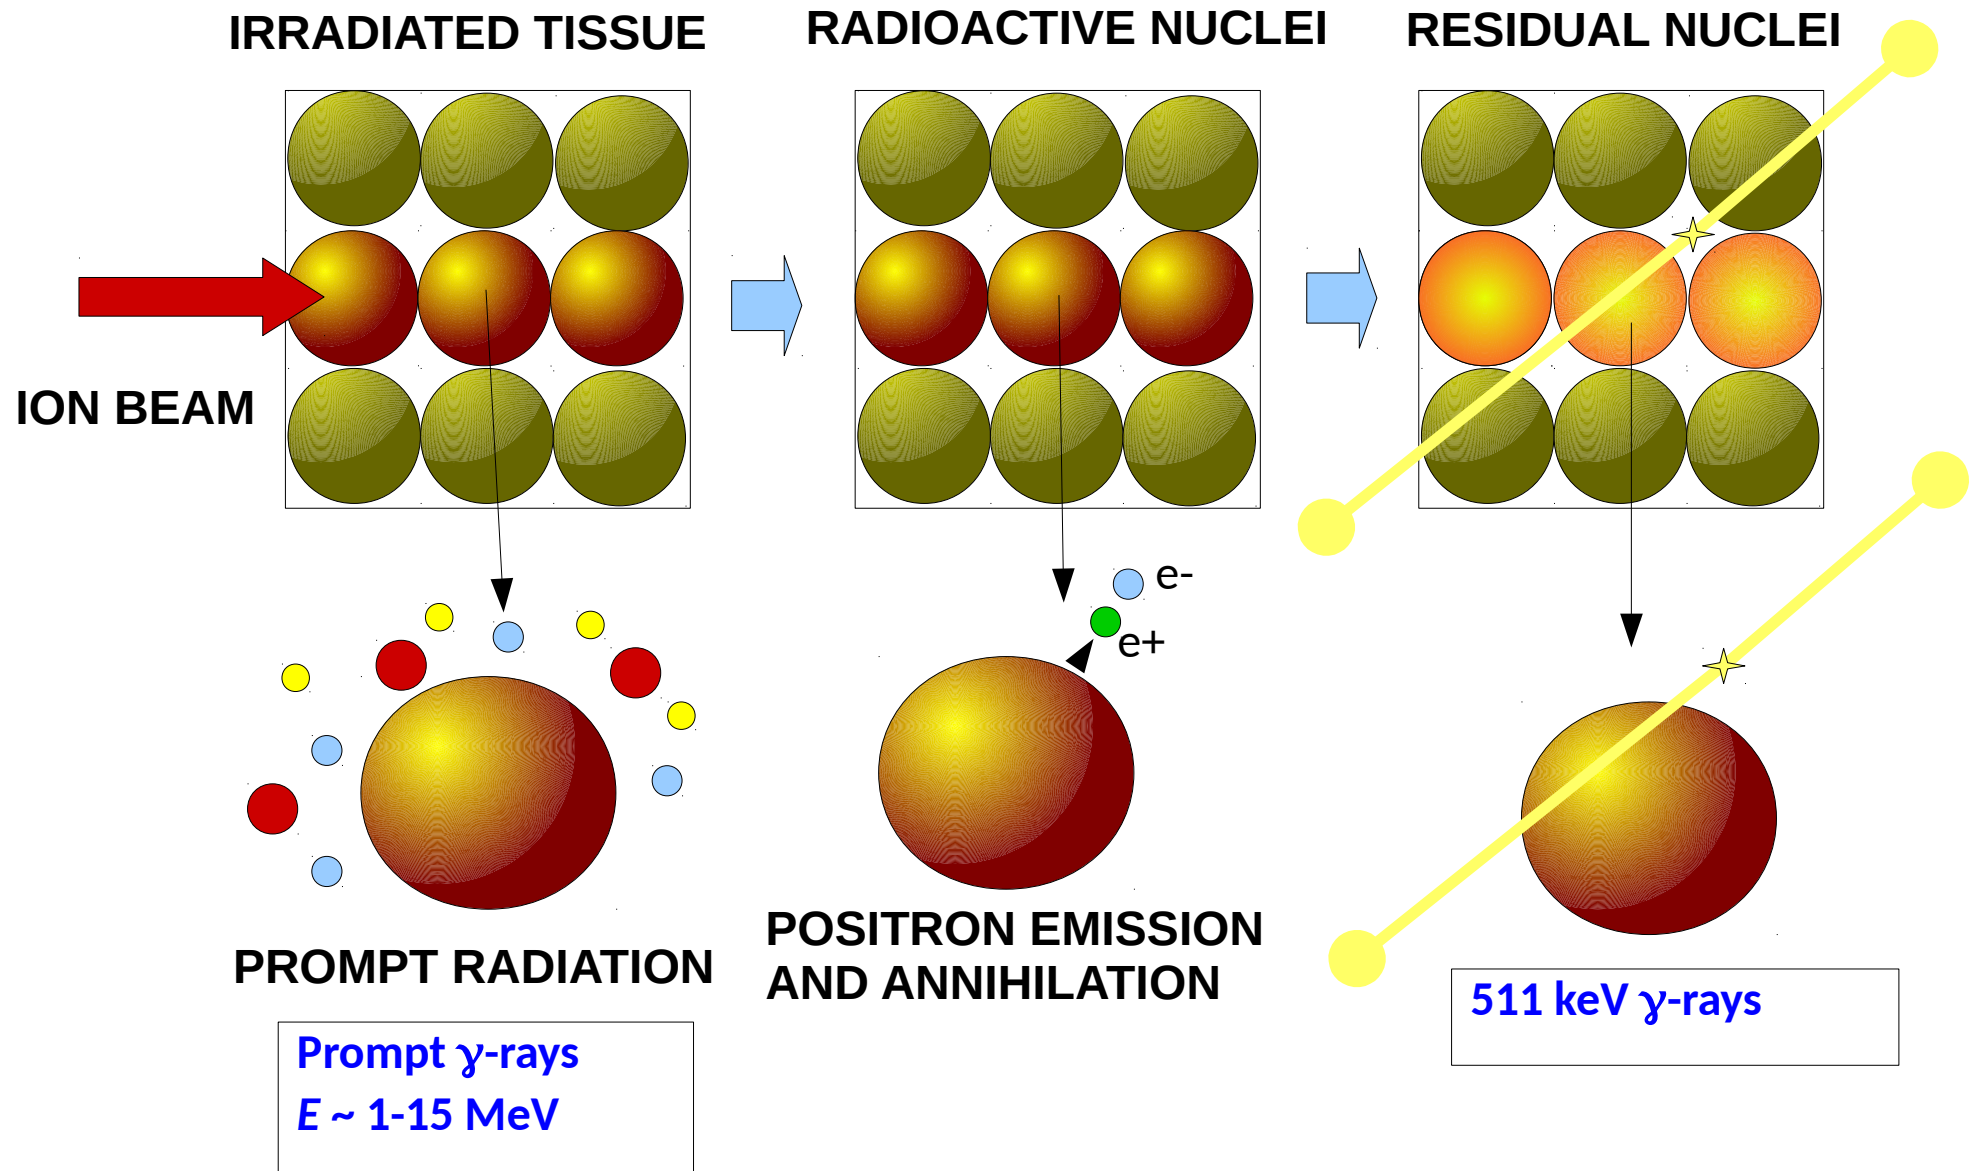 IRRADIATED TISSUE
RADIOACTIVE NUCLEI
RESIDUAL NUCLEI
ION BEAM
e-
e+
PROMPT RADIATION
POSITRON EMISSION
AND ANNIHILATION
Prompt γ-rays
E ~ 1-15 MeV
511 keV γ-rays